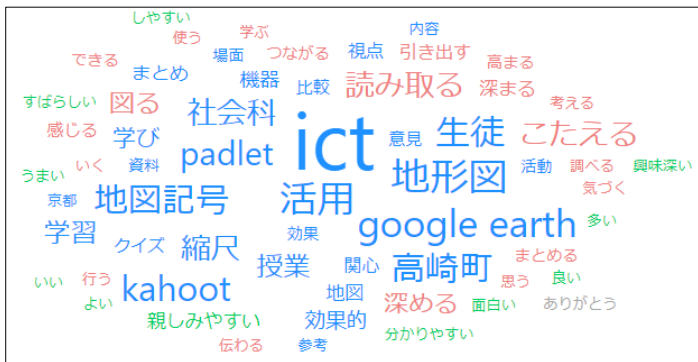 しやすい
使う 学ぶ 内容
できる 場面 つながる 視点 引き出す
まとめ 機器 比較 読み取る 高まる
すばらしい 図る 社会科 深まる 考える
感じる 学び padlet ict 意見 生徒 こたえる
うまい いく 資料 地形図 活動 調べる 興味深い
京都 地図記号 活用 気づく
学習 クイズ 縮尺 効果 google earth 多い
いい 行う kahoot 授業 関心 高崎町 まとめる
よい 地図 深める 思う 良い
親しみやすい 効果的 面白い ありがとう
伝わる 参考 分かりやすい